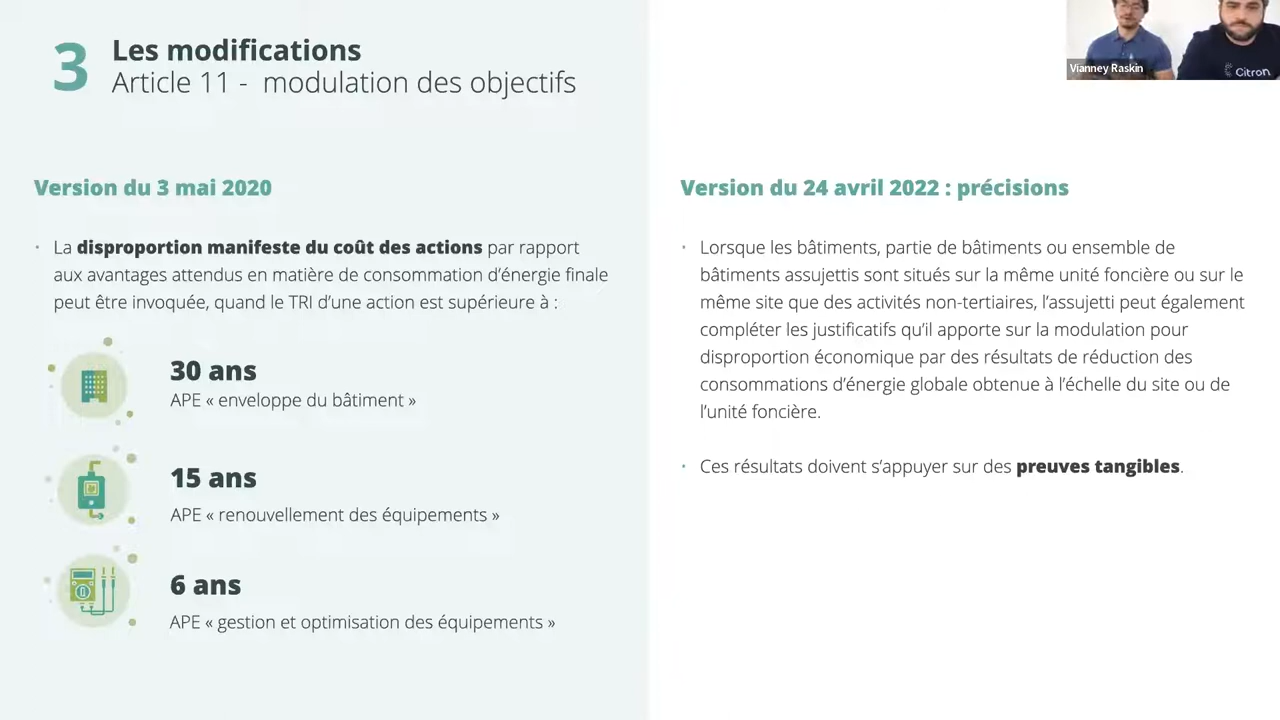 3
Les modifications
Article 11 - modulation des objectifs
Vianney Raskin
Citron
Version du 3 mai 2020
• La disproportion manifeste du coût des actions par rapport
aux avantages attendus en matière de consommation d’énergie finale
peut être invoquée, quand le TRI d’une action est supérieure à :
30 ans
APE « enveloppe du bâtiment »
15 ans
APE « renouvellement des équipements »
6 ans
APE « gestion et optimisation des équipements »
Version du 24 avril 2022 : précisions
• Lorsque les bâtiments, partie de bâtiments ou ensemble de
bâtiments assujettis sont situés sur la même unité foncière ou sur le
même site que des activités non-tertiaires, l’assujetti peut également
compléter les justificatifs qu’il apporte sur la modulation pour
disproportion économique par des résultats de réduction des
consommations d’énergie globale obtenue à l’échelle du site ou de
l’unité foncière.
• Ces résultats doivent s’appuyer sur des preuves tangibles.